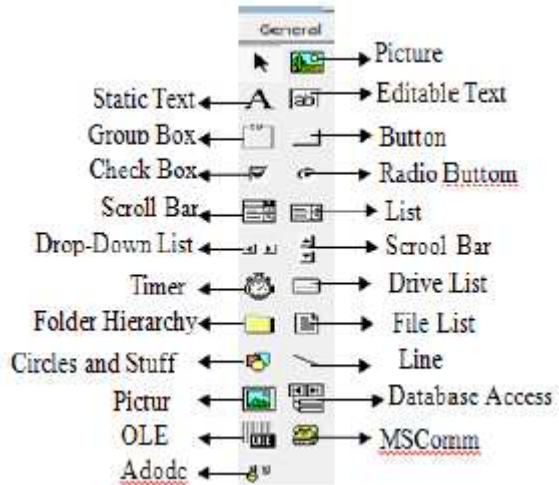 General
Picture
Static Text A ab Editable Text
Group Box Button
Check Box Radio Buttom
Scroll Bar List
Drop-Down List Scrool Bar
Timer Drive List
Folder Hierarchy File List
Circles and Stuff Line
Pictur Database Access
OLE MSComm
Adodc